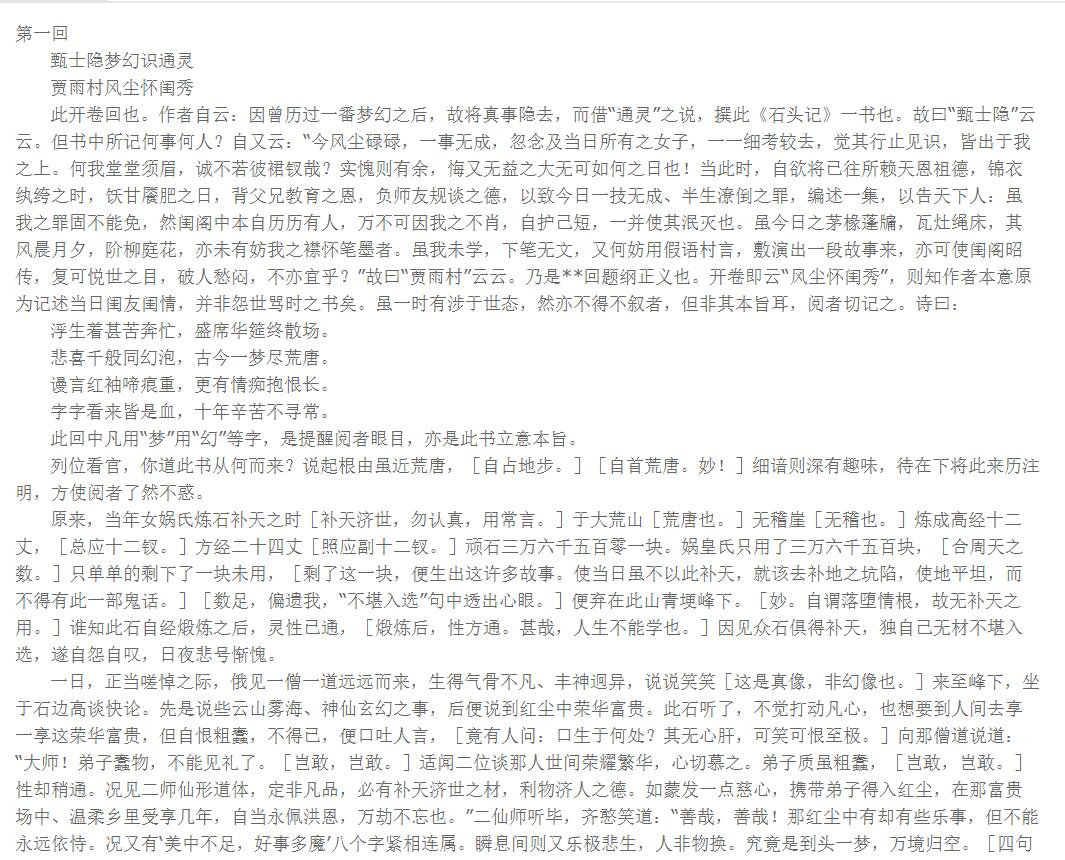 第一回
甄士隐梦幻识通灵
贾雨村风尘怀闺秀
此开卷回也。作者自云：因曾历过一番梦幻之后，故将真事隐去，而借“通灵”之说，撰此《石头记》一书也。故曰“甄士隐”云
云。但书中所记何事何人？自又云：“今风尘碌碌，一事无成，忽念及当日所有之女子，一一细考较去，觉其行止见识，皆出于我
之上。何我堂堂须眉，诚不若彼裙钗哉？实愧则有余，悔又无益之大无可如何之日也！当此时，自欲将已往所赖天恩祖德，锦衣
纨绔之时，饫甘餍肥之日，背父兄教育之恩，负师友规谈之德，以致今日一技无成、半生潦倒之罪，编述一集，以告天下人：虽
我之罪固不能免，然闺阁中本自历历有人，万不可因我之不肖，自护己短，一并使其泯灭也。虽今日之茅椽蓬牖，瓦灶绳床，其
风晨月夕，阶柳庭花，亦未有妨我之襟怀笔墨者。虽我未学，下笔无文，又何妨用假语村言，敷演出一段故事来，亦可使闺阁昭
传，复可悦世之目，破人愁闷，不亦宜乎？”故曰“贾雨村”云云。乃是**回题纲正义也。开卷即云“风尘怀闺秀”，则知作者本意原
为记述当日闺友闺情，并非怨世骂时之书矣。虽一时有涉于世态，然亦不得不叙者，但非其本旨耳，阅者切记之。诗曰：
浮生着甚苦奔忙，盛席华筵终散场。
悲喜千般同幻泡，古今一梦尽荒唐。
谩言红袖啼痕重，更有情痴抱恨长。
字字看来皆是血，十年辛苦不寻常。
此回中凡用“梦”用“幻”等字，是提醒阅者眼目，亦是此书立意本旨。
列位看官，你道此书从何而来？说起根由虽近荒唐，［自占地步。］［自首荒唐。妙！］细谙则深有趣味，待在下将此来历注
明，方使阅者了然不惑。
原来，当年女娲氏炼石补天之时［补天济世，勿认真，用常言。］于大荒山［荒唐也。］无稽崖［无稽也。］炼成高经十二
丈，［总应十二钗。］方经二十四丈［照应副十二钗。］顽石三万六千五百零一块。娲皇氏只用了三万六千五百块，［合周天之
数。］只单单的剩下了一块未用，［剩了这一块，便生出这许多故事。使当日虽不以此补天，就该去补地之坑陷，使地平坦，而
不得有此一部鬼话。］［数足，偏遗我，“不堪入选”句中透出心眼。］便弃在此山青埂峰下。［妙。自谓落堕情根，故无补天之
用。］谁知此石自经煅炼之后，灵性已通，［煅炼后，性方通。甚哉，人生不能学也。］因见众石俱得补天，独自己无材不堪入
选，遂自怨自叹，日夜悲号惭愧。
一日，正当嗟悼之际，俄见一僧一道远远而来，生得气骨不凡、丰神迥异，说说笑笑［这是真像，非幻像也。］来至峰下，坐
于石边高谈快论。先是说些云山雾海、神仙玄幻之事，后便说到红尘中荣华富贵。此石听了，不觉打动凡心，也想要到人间去享
一享这荣华富贵，但自恨粗蠢，不得已，便口吐人言，［竟有人问：口生于何处？其无心肝，可笑可恨至极。］向那僧道说道：
“大师！弟子蠢物，不能见礼了。［岂敢，岂敢。］适闻二位谈那人世间荣耀繁华，心切慕之。弟子质虽粗蠢，［岂敢，岂敢。］
性却稍通。况见二师仙形道体，定非凡品，必有补天济世之材，利物济人之德。如蒙发一点慈心，携带弟子得入红尘，在那富贵
场中、温柔乡里受享几年，自当永佩洪恩，万劫不忘也。”二仙师听毕，齐憨笑道：“善哉，善哉！那红尘中有却有些乐事，但不能
永远依恃。况又有‘美中不足，好事多魔’八个字紧相连属。瞬息间则又乐极悲生，人非物换。究竟是到头一梦，万境归空。［四句